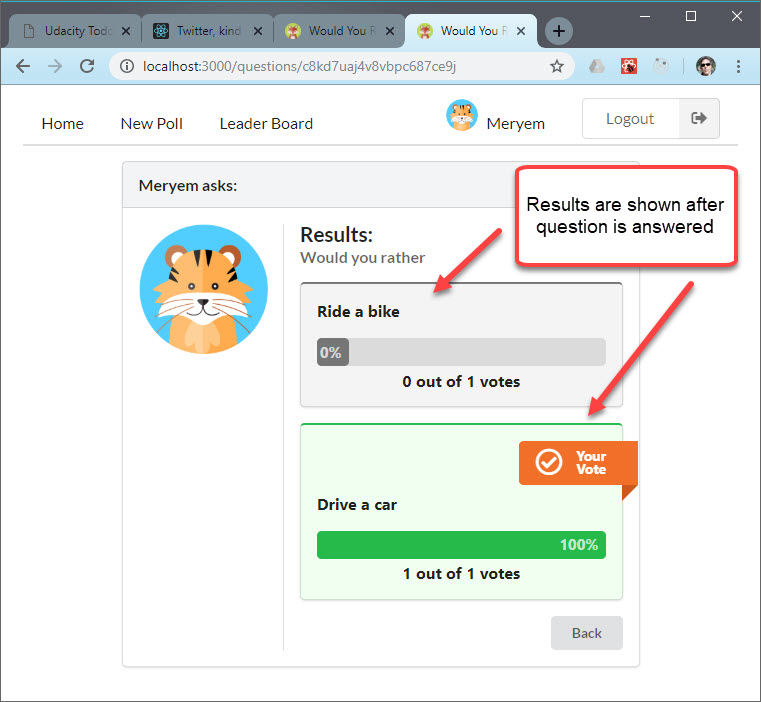 Udacity Todo
Twitter, kind
Would You R
Would You R
localhost:3000/questions/c8kd7uaj4v8vbpc687ce9j
Home
New Poll
Leader Board
Meryem
Logout
Meryem asks:
Results are shown after
question is answered
Results:
Would you rather
Ride a bike
0%
0 out of 1 votes
Your
Vote
Drive a car
100%
1 out of 1 votes
Back